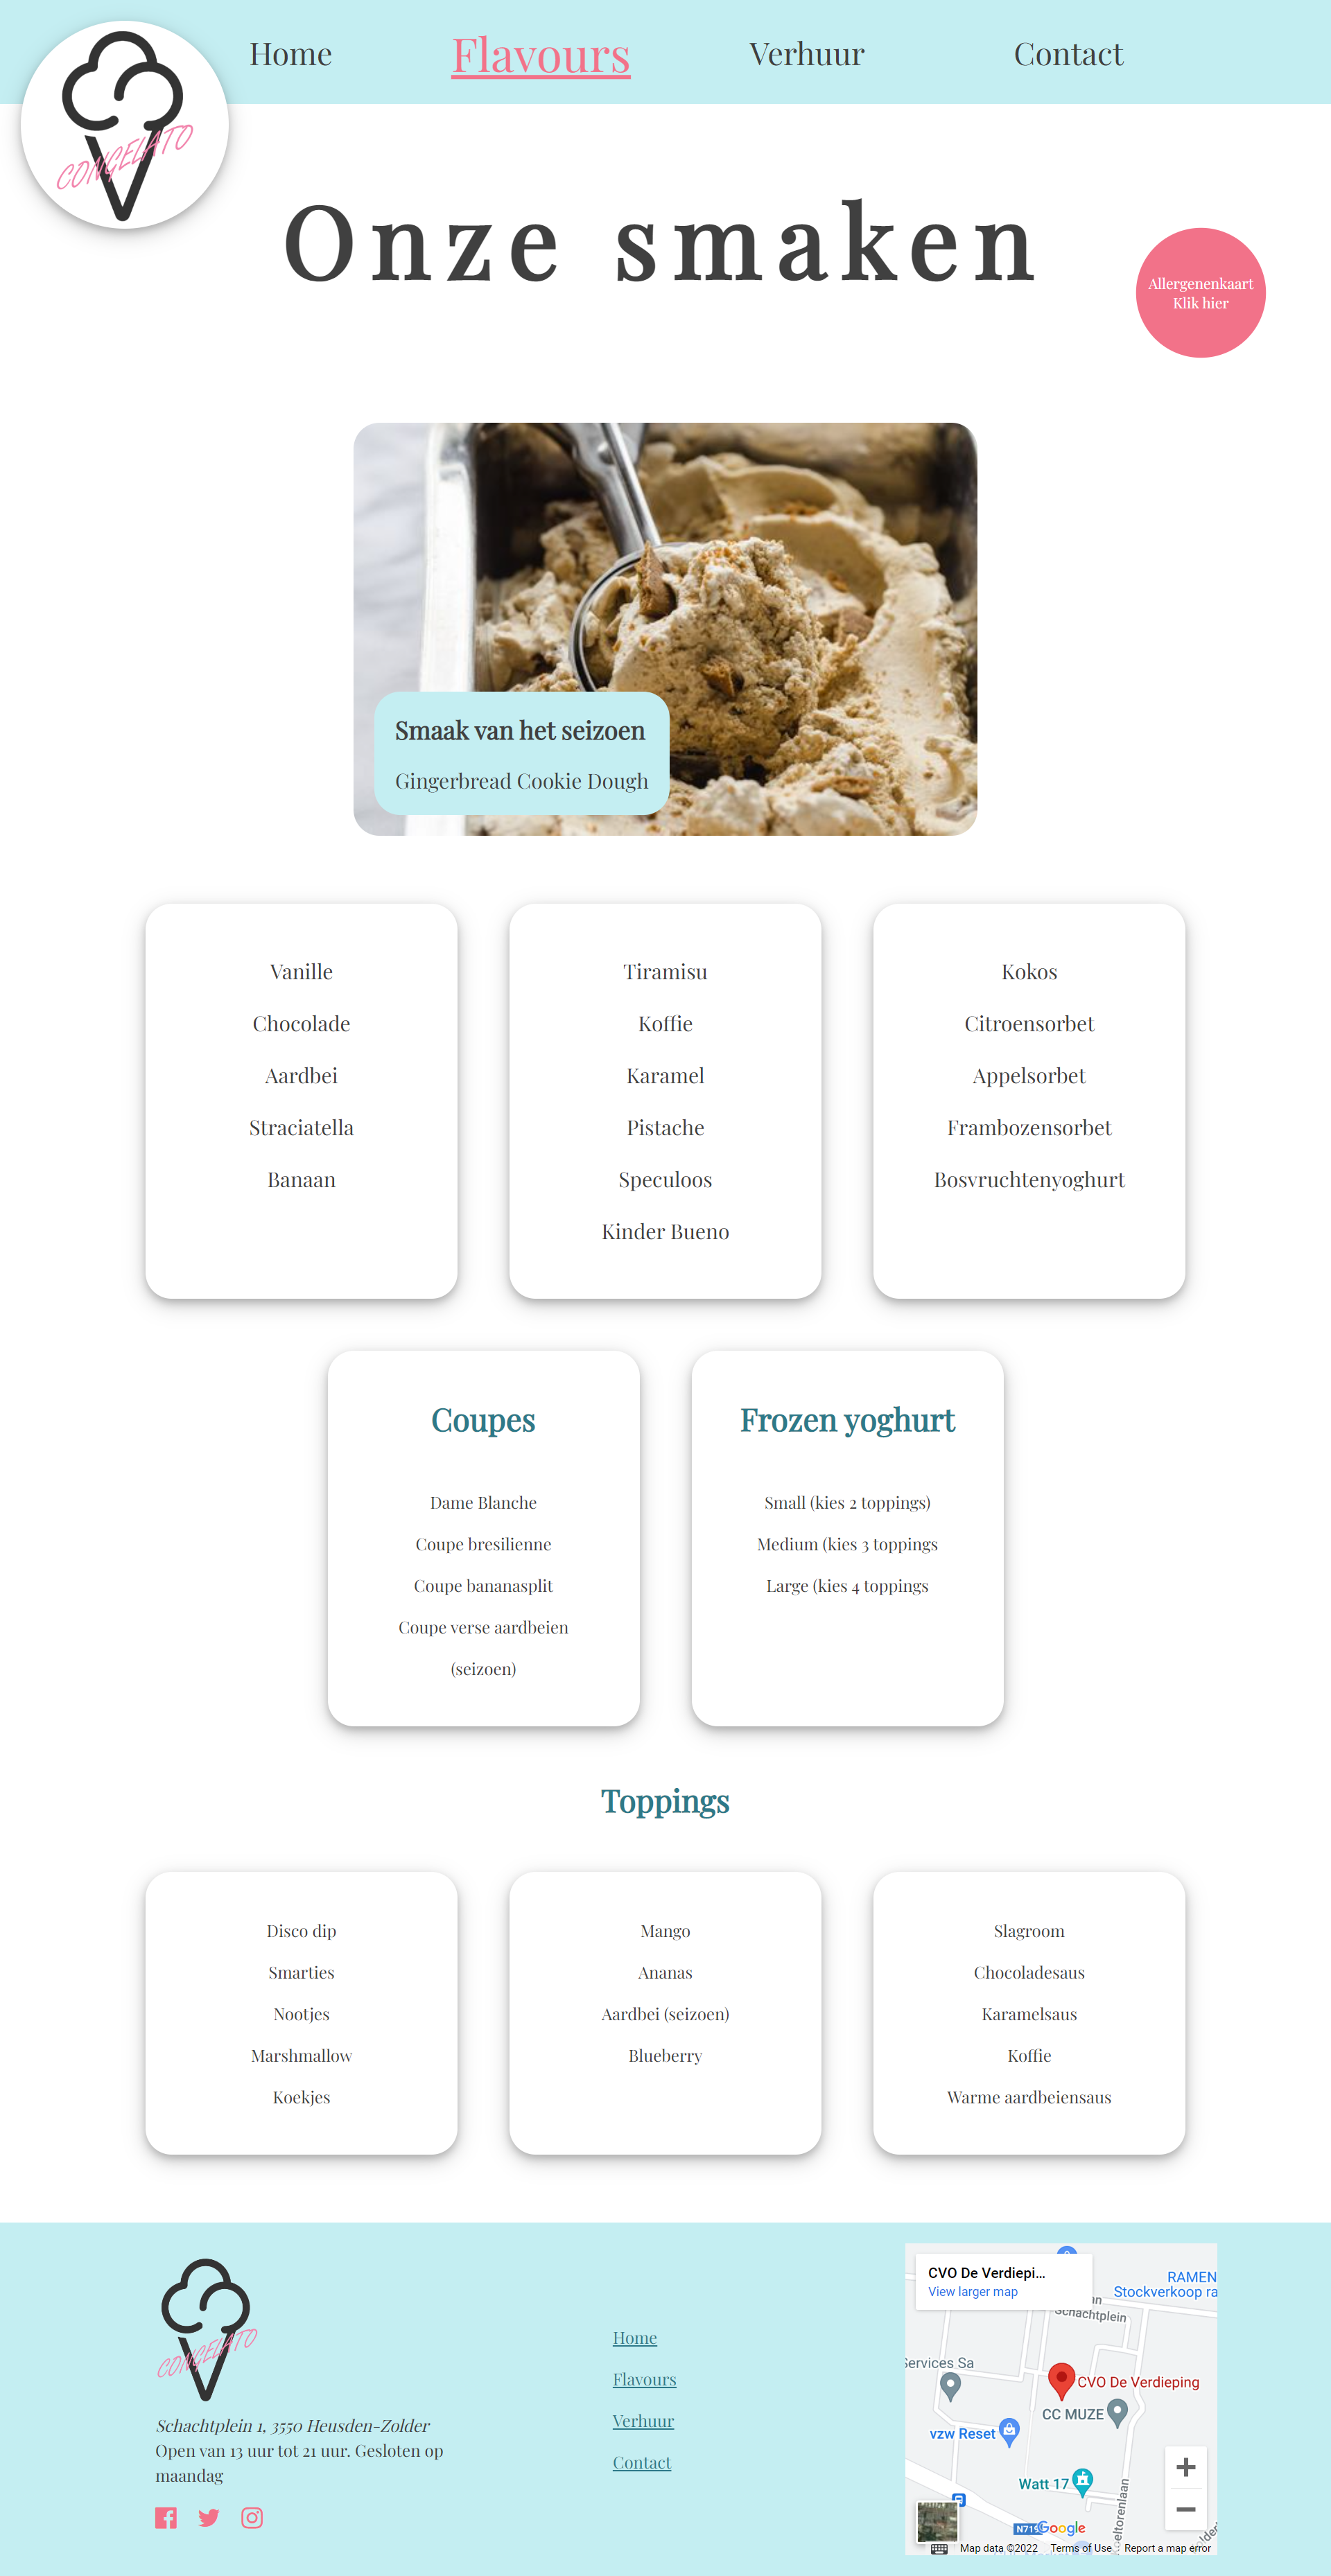 Home
Flavours
Verhuur
Contact
CONGELATO
Onze smaken
Allergenenkaart
Klik hier
Smaak van het seizoen
Gingerbread Cookie Dough
Vanille
Chocolade
Aardbei
Straciatella
Banaan
Tiramisu
Koffie
Karamel
Pistache
Speculoos
Kinder Bueno
Kokos
Citroensorbet
Appelsorbet
Frambozensorbet
Bosvruchtenyoghurt
Coupes
Dame Blanche
Coupe bresilienne
Coupe bananasplit
Coupe verse aardbeien
(seizoen)
Frozen yoghurt
Small (kies 2 toppings)
Medium (kies 3 toppings
Large (kies 4 toppings
Toppings
Disco dip
Smarties
Nootjes
Marshmallow
Koekjes
Mango
Ananas
Aardbei (seizoen)
Blueberry
Slagroom
Chocoladesaus
Karamelsaus
Koffie
Warme aardbeiensaus
CONGELATO
Schachtplein 1, 3550 Heusden-Zolder
Open van 13 uur tot 21 uur. Gesloten op
maandag
Home
Flavours
Verhuur
Contact
CVO De Verdiepi...
View larger map
RAMEN
Stockverkoop ra
Schachtplein
Services Sa
CVO De Verdieping
CC MUZE
vzw Reset
Watt 17
N719
Google
Map data ©2022
Terms of Use
Report a map error